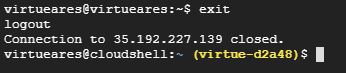 virtueares@virtueares:~$ exit
logout
Connection to 35.192.227.139 closed.
virtueares@cloudshell:~ (virtue-d2a48)$